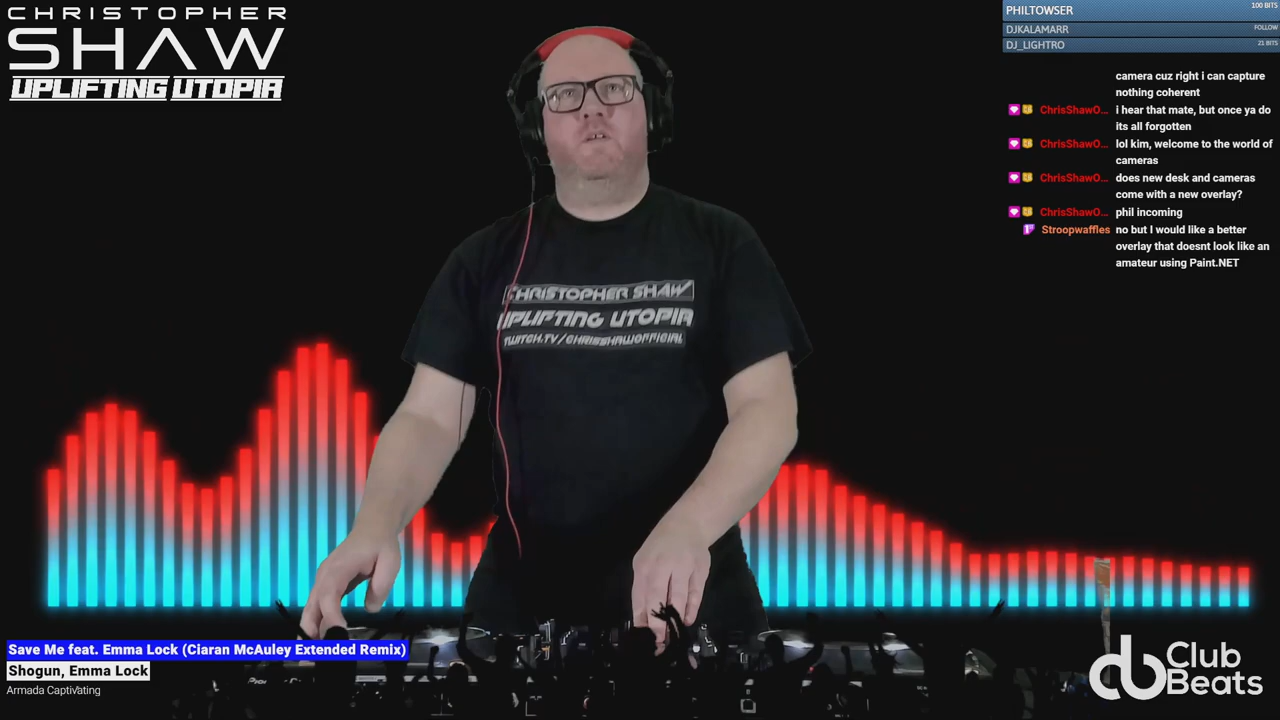 CHRISTOPHER
SHAW
UPLIFTING UTOPIA
PHILTOWSER 100 BITS
DJKALAMARR FOLLOW
DJ_LIGHTRO 21 BITS
camera cuz right i can capture
nothing coherent
ChrisShawO... i hear that mate, but once ya do
its all forgotten
ChrisShawO... lol kim, welcome to the world of
cameras
ChrisShawO... does new desk and cameras
come with a new overlay?
ChrisShawO... phil incoming
Stroopwaffles no but I would like a better
overlay that doesnt look like an
amateur using Paint.NET
CHRISTOPHER SHAW
UPLIFTING UTOPIA
TWITCH.TV/CHRISSHAWOFFICIAL
Save Me feat. Emma Lock (Ciaran McAuley Extended Remix)
Shogun, Emma Lock
Armada Captivating
Club
Beats